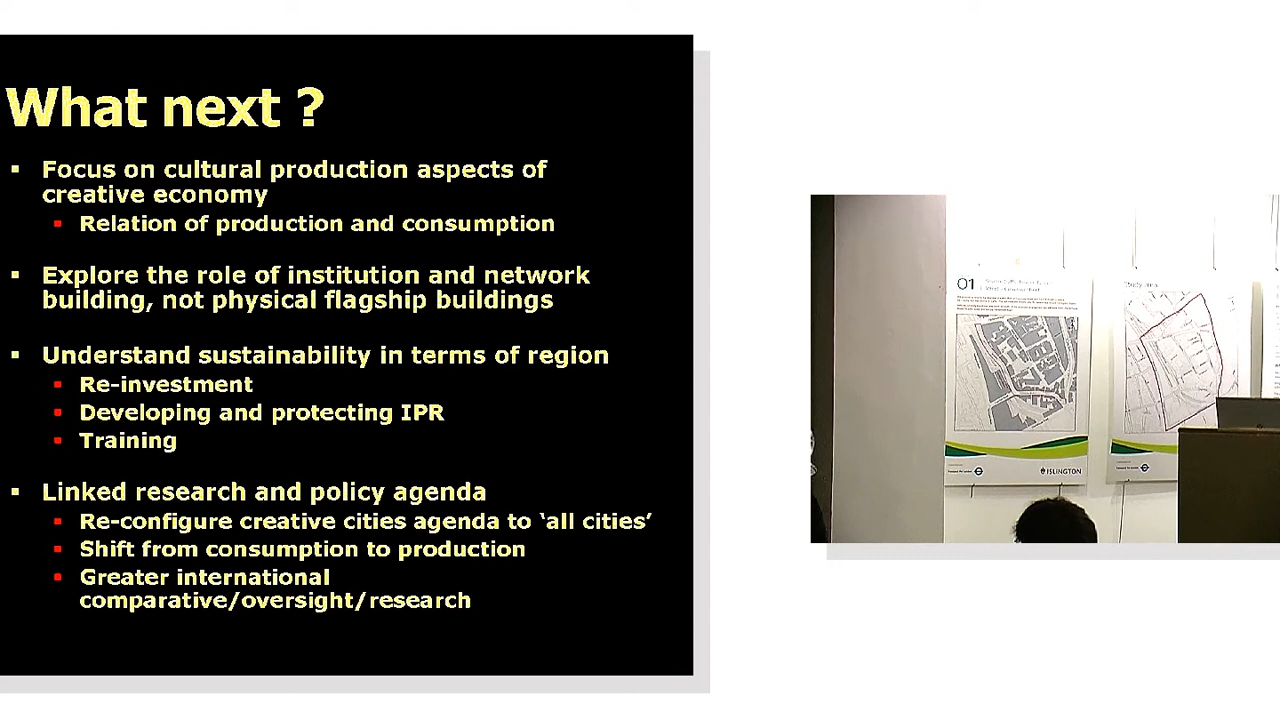 What next ?
▪ Focus on cultural production aspects of
creative economy
▪ Relation of production and consumption
▪ Explore the role of institution and network
building, not physical flagship buildings
▪ Understand sustainability in terms of region
▪ Re-investment
▪ Developing and protecting IPR
▪ Training
▪ Linked research and policy agenda
▪ Re-configure creative cities agenda to ‘all cities’
▪ Shift from consumption to production
▪ Greater international
comparative/oversight/research
01
Study area
ISLINGTON